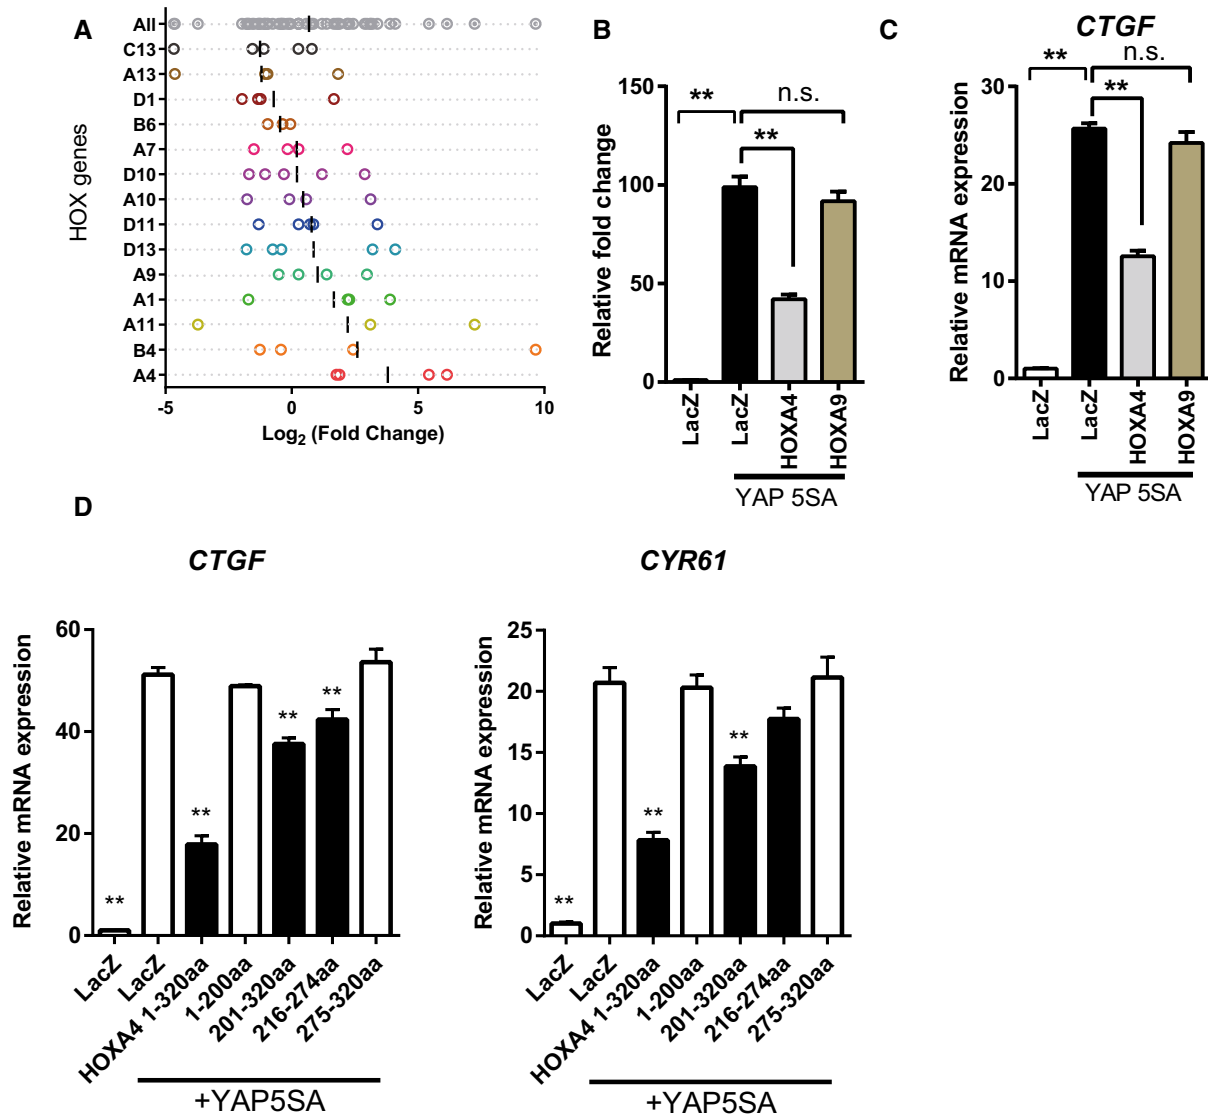 A
HOX genes
All
C13
A13
D1
B6
A7
D10
A10
D11
D13
A9
A1
A11
B4
A4
-5 0 5 10
Log2 (Fold Change)
B
Relative fold change
150
100
50
0
**
n.s.
**
LacZ
LacZ
HOXA4
HOXA9
YAP 5SA
C
CTGF
Relative mRNA expression
30
20
10
0
**
n.s.
**
LacZ
LacZ
HOXA4
HOXA9
YAP 5SA
D
CTGF
Relative mRNA expression
60
40
20
0
**
**
**
**
LacZ
LacZ
HOXA4 1-320aa
1-200aa
201-320aa
216-274aa
275-320aa
+YAP5SA
CYR61
Relative mRNA expression
25
20
15
10
5
0
**
**
**
LacZ
LacZ
HOXA4 1-320aa
1-200aa
201-320aa
216-274aa
275-320aa
+YAP5SA